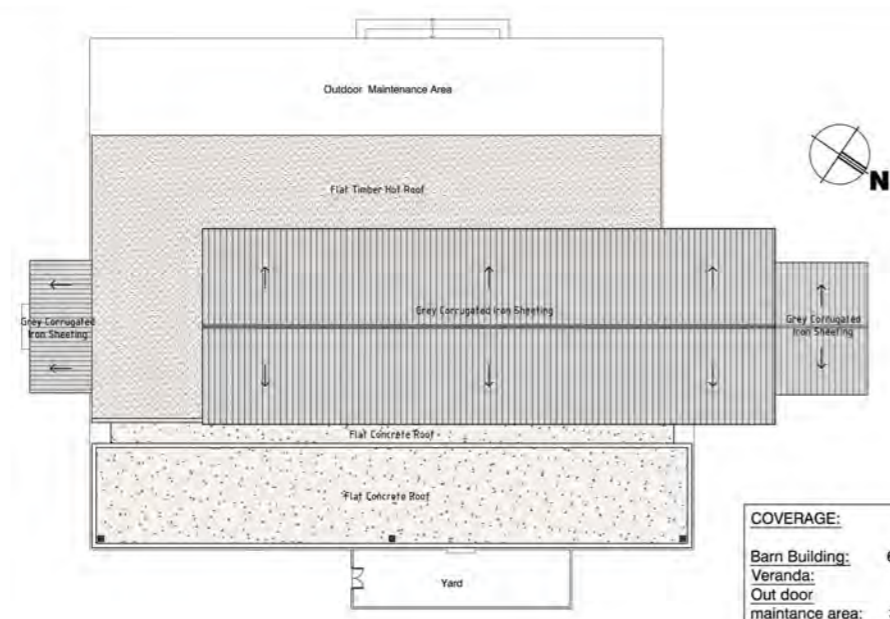 Outdoor Maintenance Area
Flat Timber Hot Roof
N
Grey Corrugated Iron Sheeting
Grey Corrugated
Iron Sheeting
Grey Corrugated
Iron Sheeting
Flat Concrete Roof
Flat Concrete Roof
Yard
COVERAGE:
Barn Building:
Veranda:
Out door
maintance area: